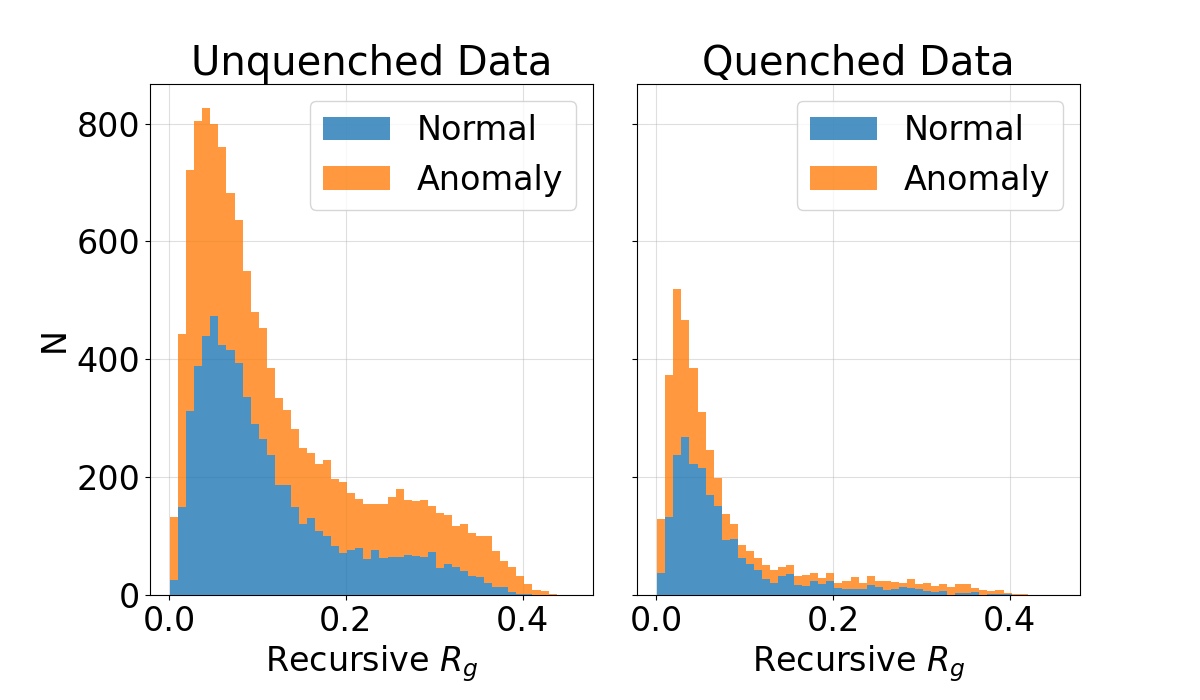 Unquenched Data
Normal
Anomaly
800
600
400
200
0
N
0.0 0.2 0.4
Recursive $R_g$
Quenched Data
Normal
Anomaly
0.0 0.2 0.4
Recursive $R_g$